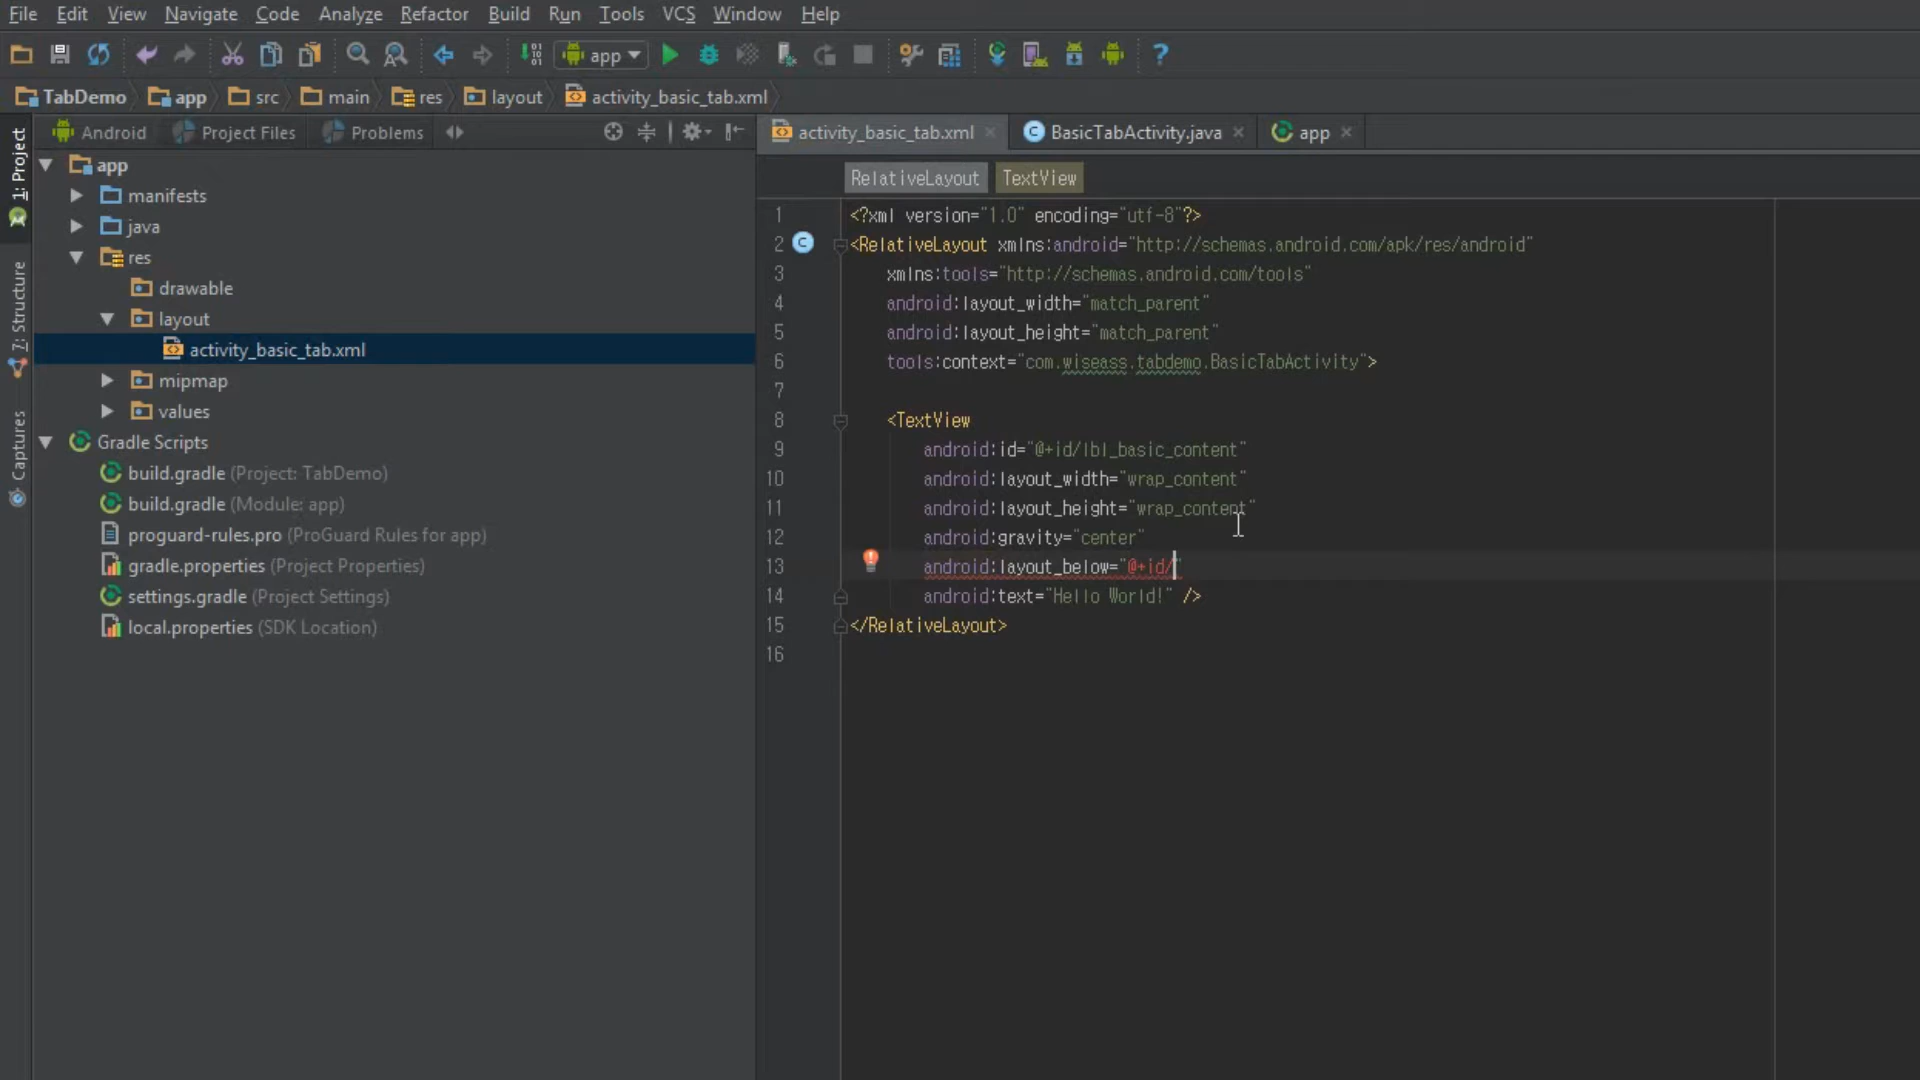 File Edit View Navigate Code Analyze Refactor Build Run Tools VCS Window Help
app
TabDemo app src main res layout activity_basic_tab.xml
Android Project Files Problems
activity_basic_tab.xml BasicTabActivity.java app
1: Project
7: Structure
Captures
app
manifests
java
res
drawable
layout
activity_basic_tab.xml
mipmap
values
Gradle Scripts
build.gradle (Project: TabDemo)
build.gradle (Module: app)
proguard-rules.pro (ProGuard Rules for app)
gradle.properties (Project Properties)
settings.gradle (Project Settings)
local.properties (SDK Location)
RelativeLayout TextView
1 <?xml version="1.0" encoding="utf-8"?>
2 <RelativeLayout xmlns:android="http://schemas.android.com/apk/res/android"
3 xmlns:tools="http://schemas.android.com/tools"
4 android:layout_width="match_parent"
5 android:layout_height="match_parent"
6 tools:context="com.wiseass.tabdemo.BasicTabActivity">
7
8 <TextView
9 android:id="@+id/lbl_basic_content"
10 android:layout_width="wrap_content"
11 android:layout_height="wrap_content"
12 android:gravity="center"
13 android:layout_below="@+id/"
14 android:text="Hello World!" />
15 </RelativeLayout>
16